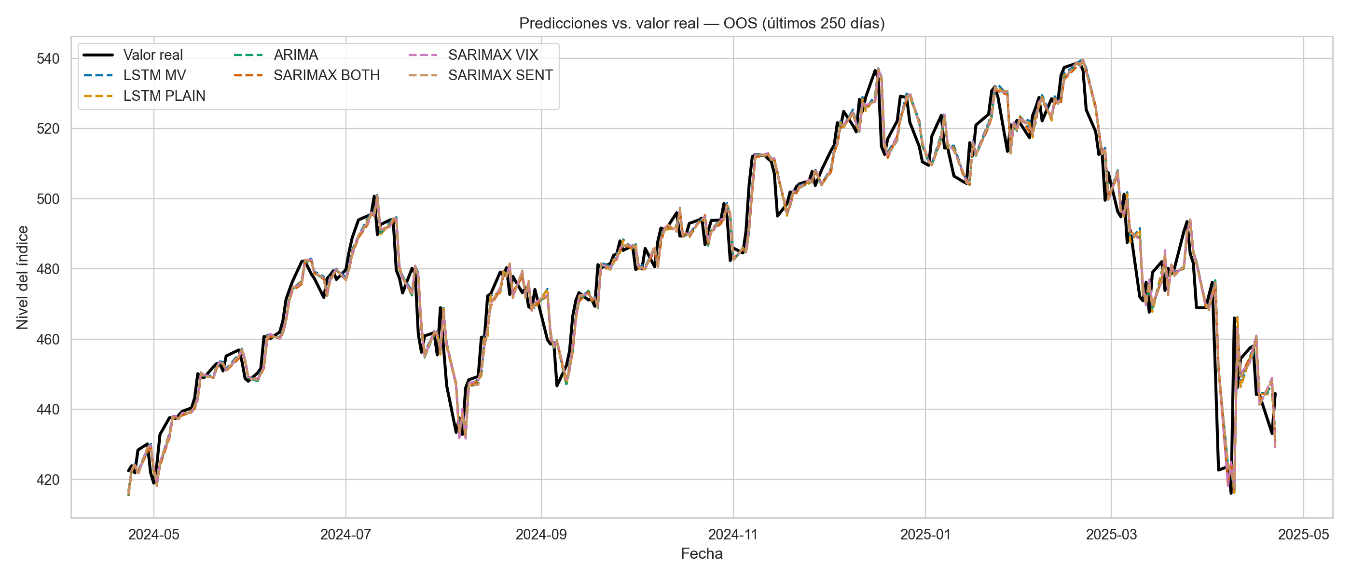 Predicciones vs. valor real — OOS (últimos 250 días)
Valor real
LSTM MV
LSTM PLAIN
ARIMA
SARIMAX BOTH
SARIMAX VIX
SARIMAX SENT
Nivel del índice
540
520
500
480
460
440
420
2024-05
2024-07
2024-09
2024-11
2025-01
2025-03
2025-05
Fecha